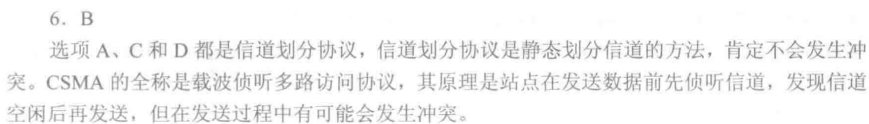 6. B
选项 A、C 和 D 都是信道划分协议，信道划分协议是静态划分信道的方法，肯定不会发生冲
突。CSMA 的全称是载波侦听多路访问协议，其原理是站点在发送数据前先侦听信道，发现信道
空闲后再发送，但在发送过程中有可能会发生冲突。